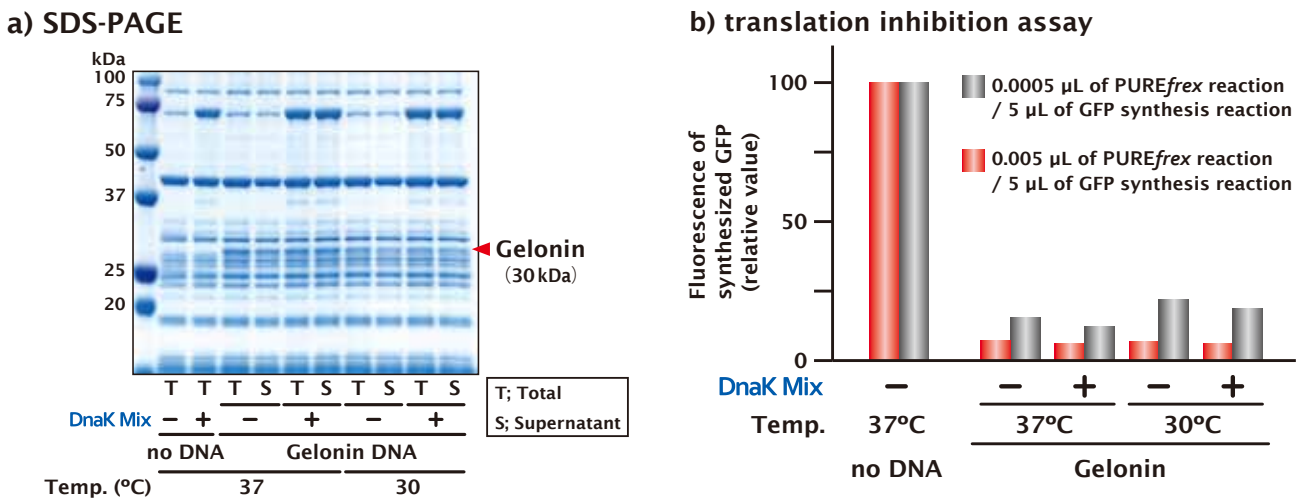 a) SDS-PAGE
kDa
100
75
50
37
25
20
Gelonin
(30 kDa)
T T T S T S T S T S
DnaK Mix − + − + − +
no DNA Gelonin DNA
Temp. (ºC) 37 30
T; Total
S; Supernatant
b) translation inhibition assay
Fluorescence of
synthesized GFP
(relative value)
100
50
0
0.0005 µL of PUREfrex reaction
/ 5 µL of GFP synthesis reaction
0.005 µL of PUREfrex reaction
/ 5 µL of GFP synthesis reaction
DnaK Mix − − + − +
Temp. 37ºC 37ºC 30ºC
no DNA Gelonin